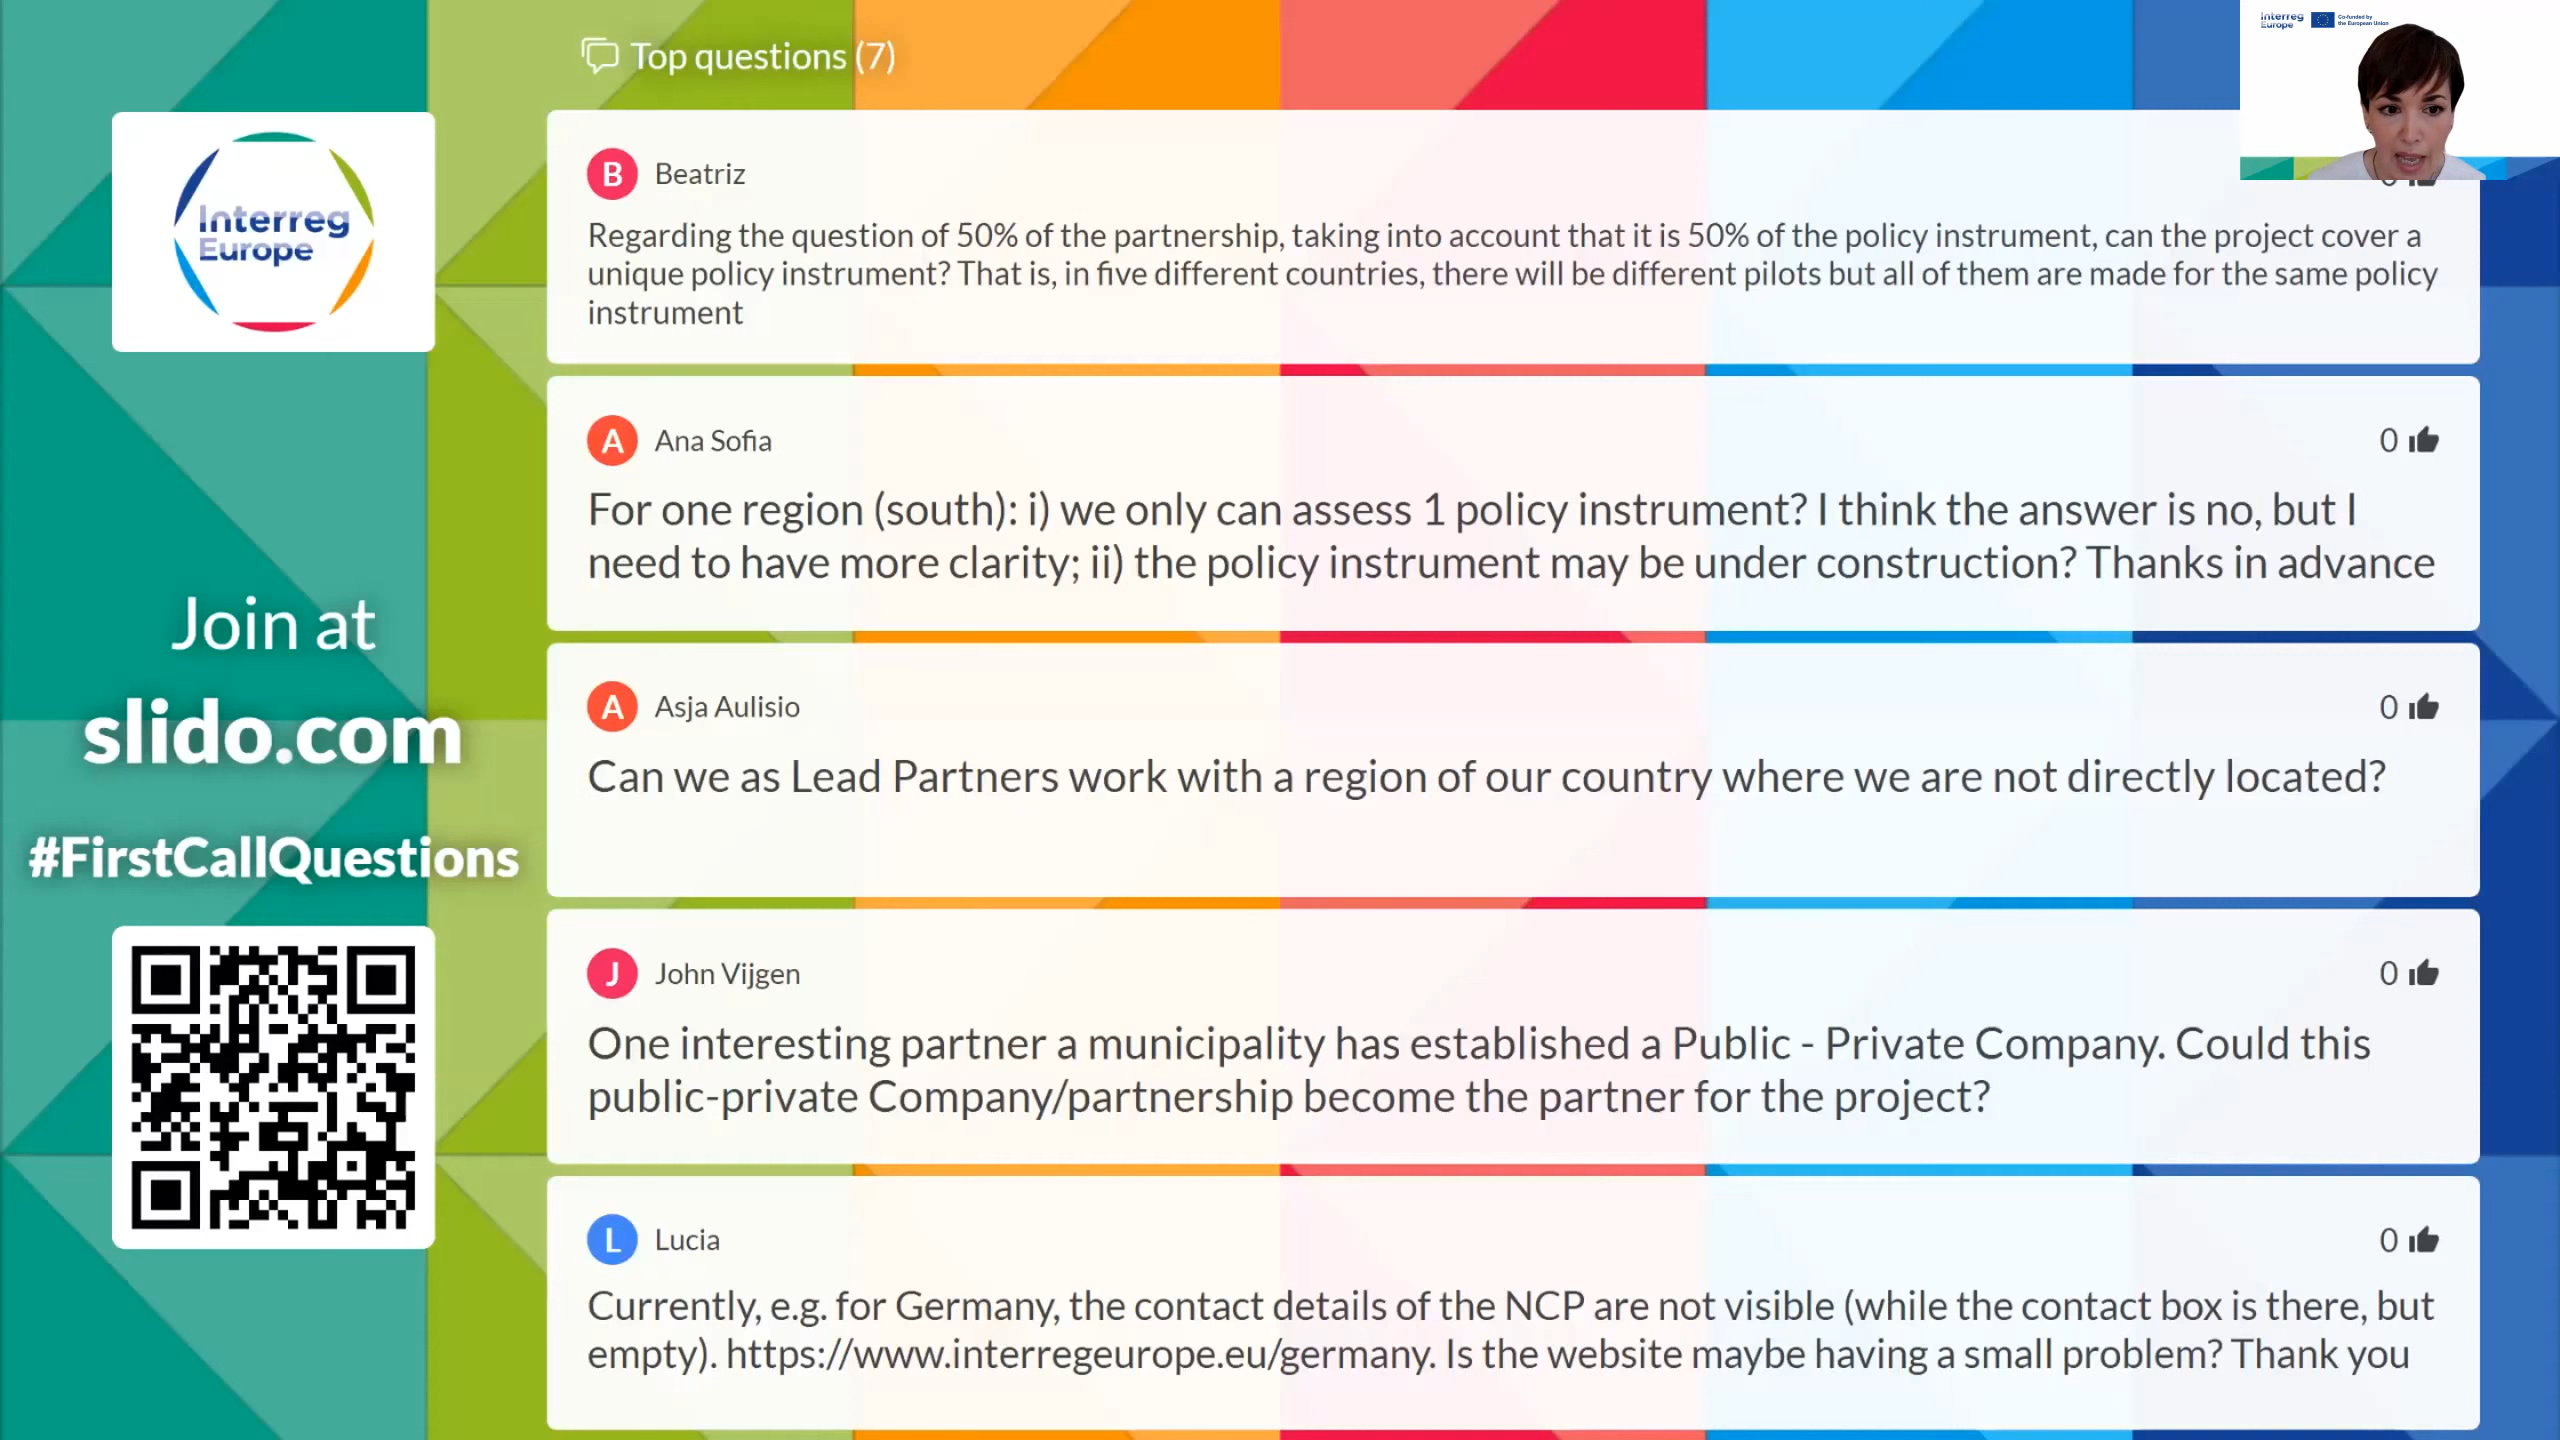 Top questions (7)
Interreg
Europe
Co-funded by
the European Union
Interreg
Europe
Join at
slido.com
#FirstCallQuestions
B Beatriz
Regarding the question of 50% of the partnership, taking into account that it is 50% of the policy instrument, can the project cover a
unique policy instrument? That is, in five different countries, there will be different pilots but all of them are made for the same policy
instrument
A Ana Sofia 0
For one region (south): i) we only can assess 1 policy instrument? I think the answer is no, but I
need to have more clarity; ii) the policy instrument may be under construction? Thanks in advance
A Asja Aulisio 0
Can we as Lead Partners work with a region of our country where we are not directly located?
J John Vijgen 0
One interesting partner a municipality has established a Public - Private Company. Could this
public-private Company/partnership become the partner for the project?
L Lucia 0
Currently, e.g. for Germany, the contact details of the NCP are not visible (while the contact box is there, but
empty). https://www.interregeurope.eu/germany. Is the website maybe having a small problem? Thank you